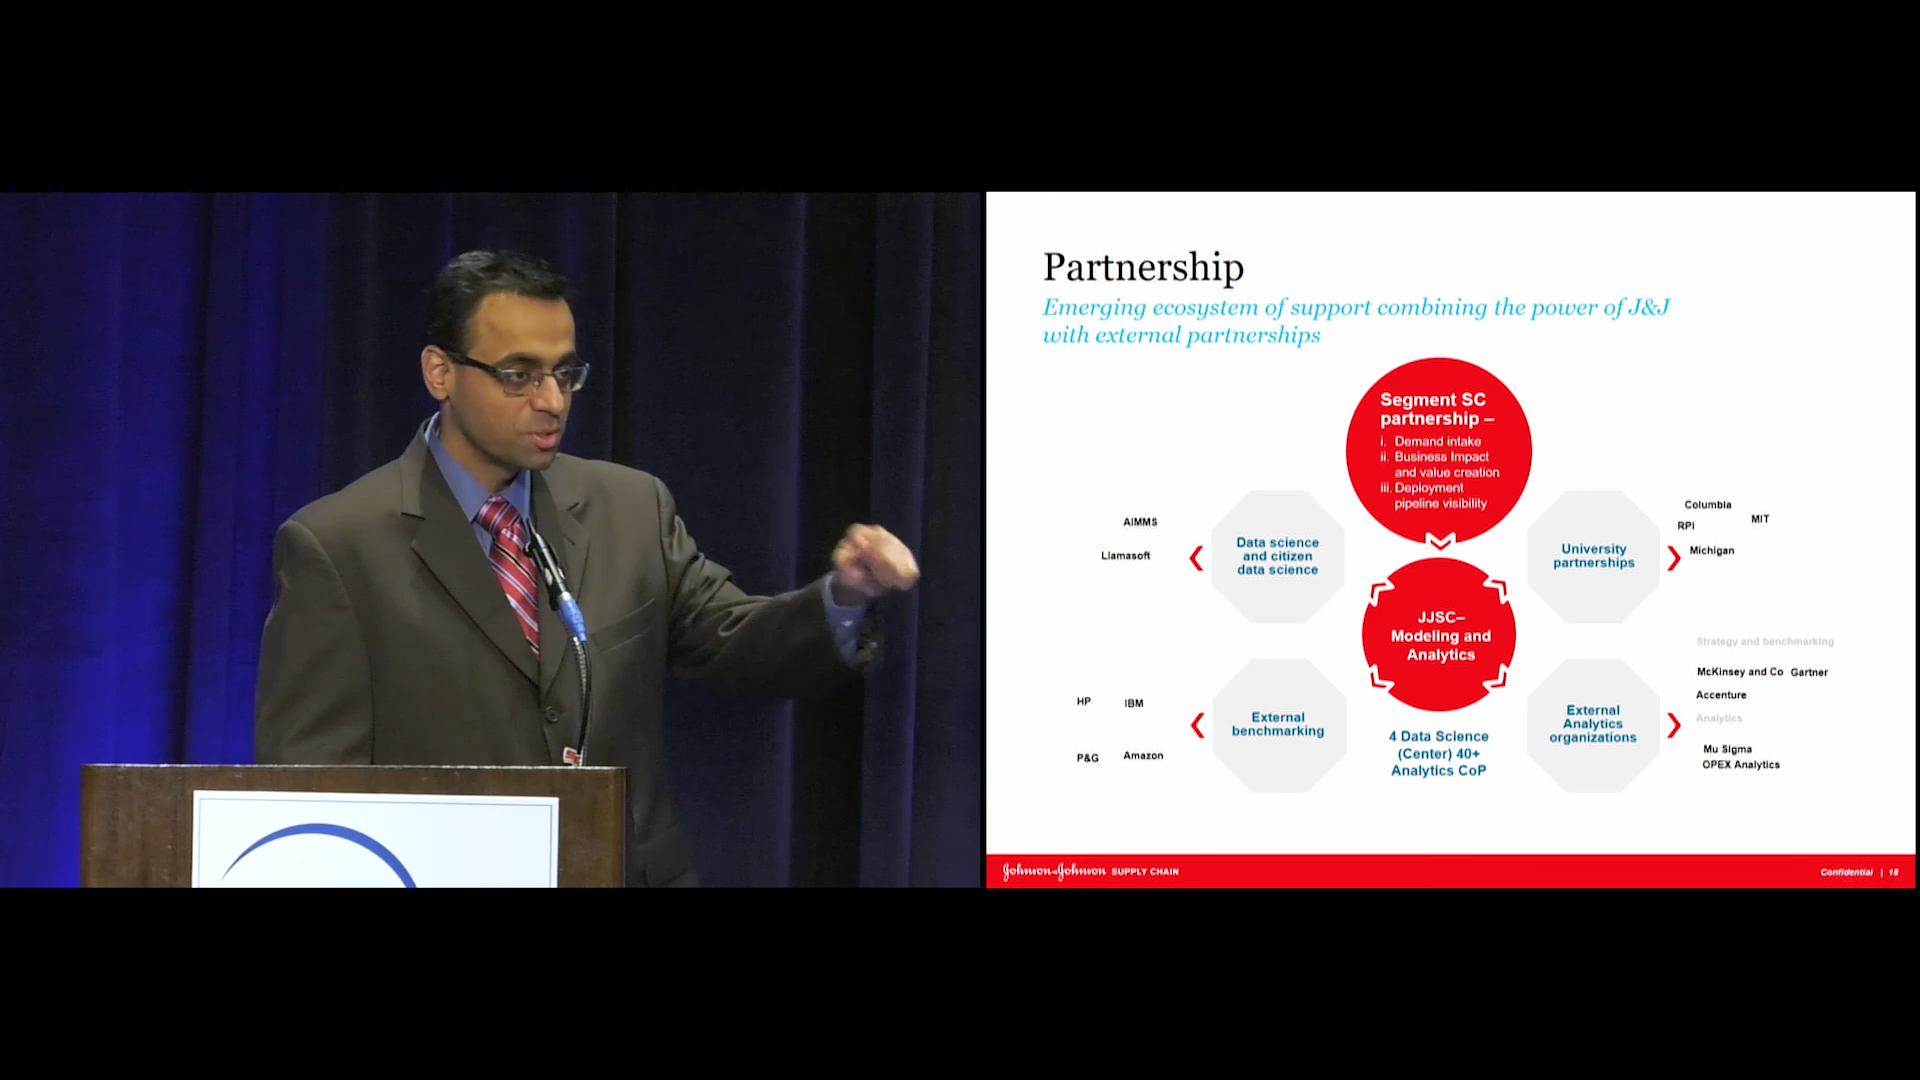 Partnership
Emerging ecosystem of support combining the power of J&J
with external partnerships
Segment SC
partnership –
i. Demand intake
ii. Business Impact
and value creation
iii. Deployment
pipeline visibility
AIMMS
Llamasoft
Data science
and citizen
data science
University
partnerships
Columbia
RPI
MIT
Michigan
JJSC–
Modeling and
Analytics
HP
IBM
P&G
Amazon
External
benchmarking
4 Data Science
(Center) 40+
Analytics CoP
External
Analytics
organizations
Strategy and benchmarking
McKinsey and Co Gartner
Accenture
Analytics
Mu Sigma
OPEX Analytics
Johnson&Johnson SUPPLY CHAIN
Confidential | 18